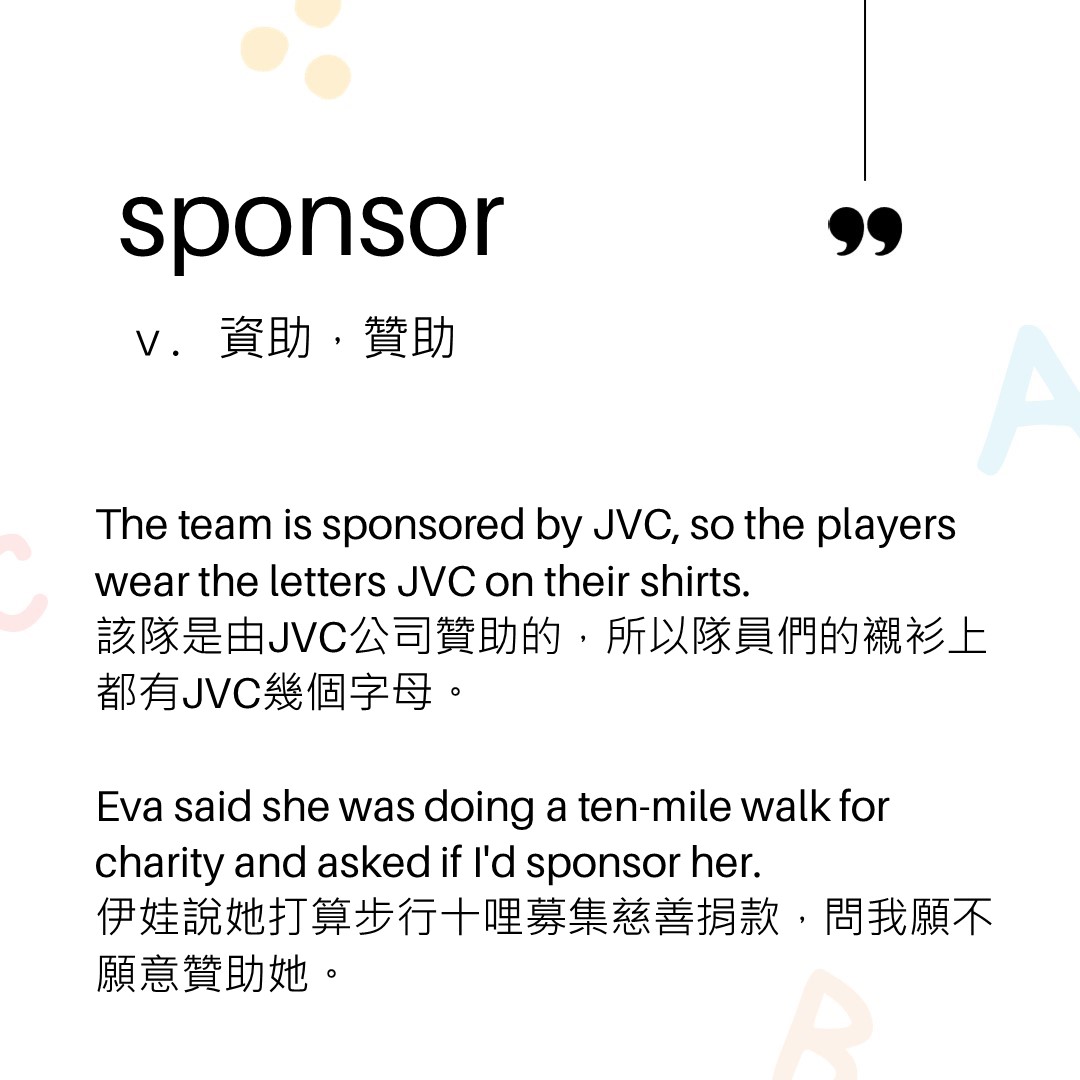 sponsor
”
v. 資助，贊助
The team is sponsored by JVC, so the players
wear the letters JVC on their shirts.
該隊是由JVC公司贊助的，所以隊員們的襯衫上
都有JVC幾個字母。
Eva said she was doing a ten-mile walk for
charity and asked if I'd sponsor her.
伊娃說她打算步行十哩募集慈善捐款，問我願不
願意贊助她。
A
C
B